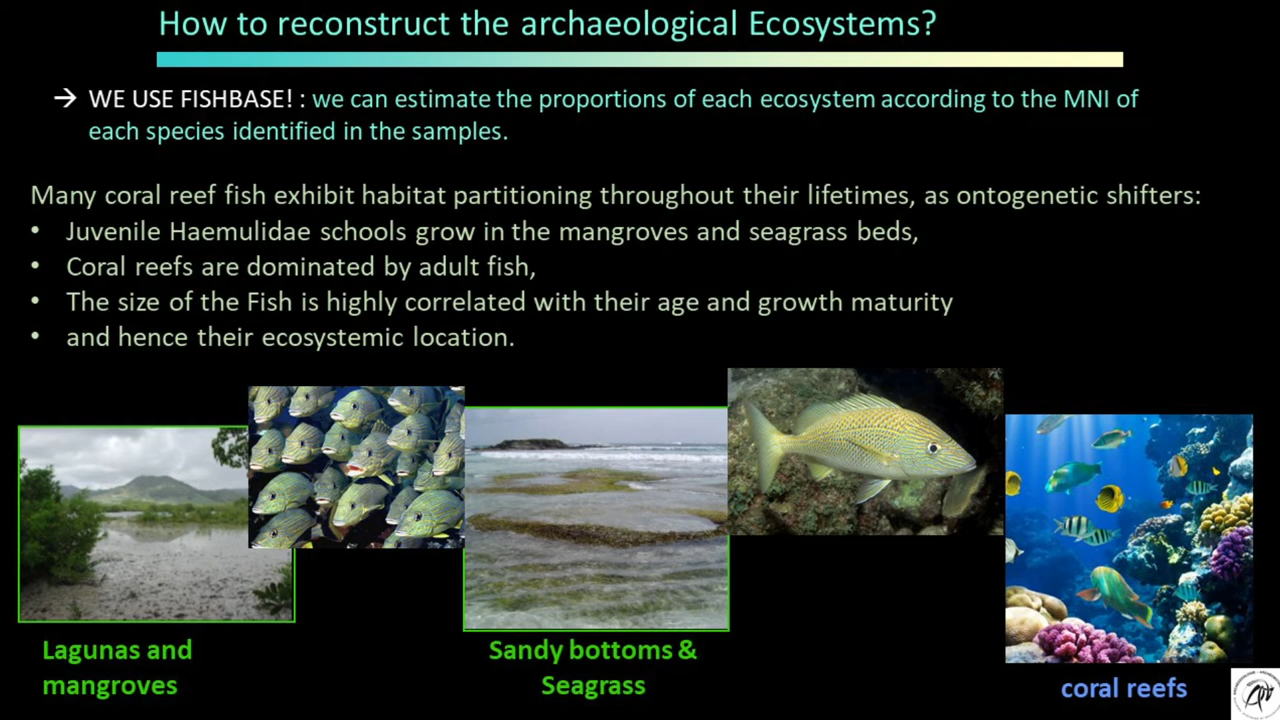 How to reconstruct the archaeological Ecosystems?
→ WE USE FISHBASE! : we can estimate the proportions of each ecosystem according to the MNI of
each species identified in the samples.
Many coral reef fish exhibit habitat partitioning throughout their lifetimes, as ontogenetic shifters:
• Juvenile Haemulidae schools grow in the mangroves and seagrass beds,
• Coral reefs are dominated by adult fish,
• The size of the Fish is highly correlated with their age and growth maturity
• and hence their ecosystemic location.
Lagunas and
mangroves
Sandy bottoms &
Seagrass
coral reefs